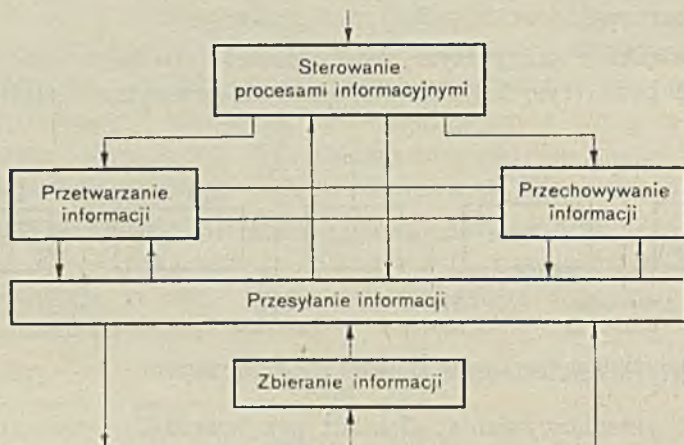 Sterowanie
procesami informacyjnymi
Przetwarzanie
informacji
Przechowywanie
informacji
Przesyłanie informacji
Zbieranie informacji